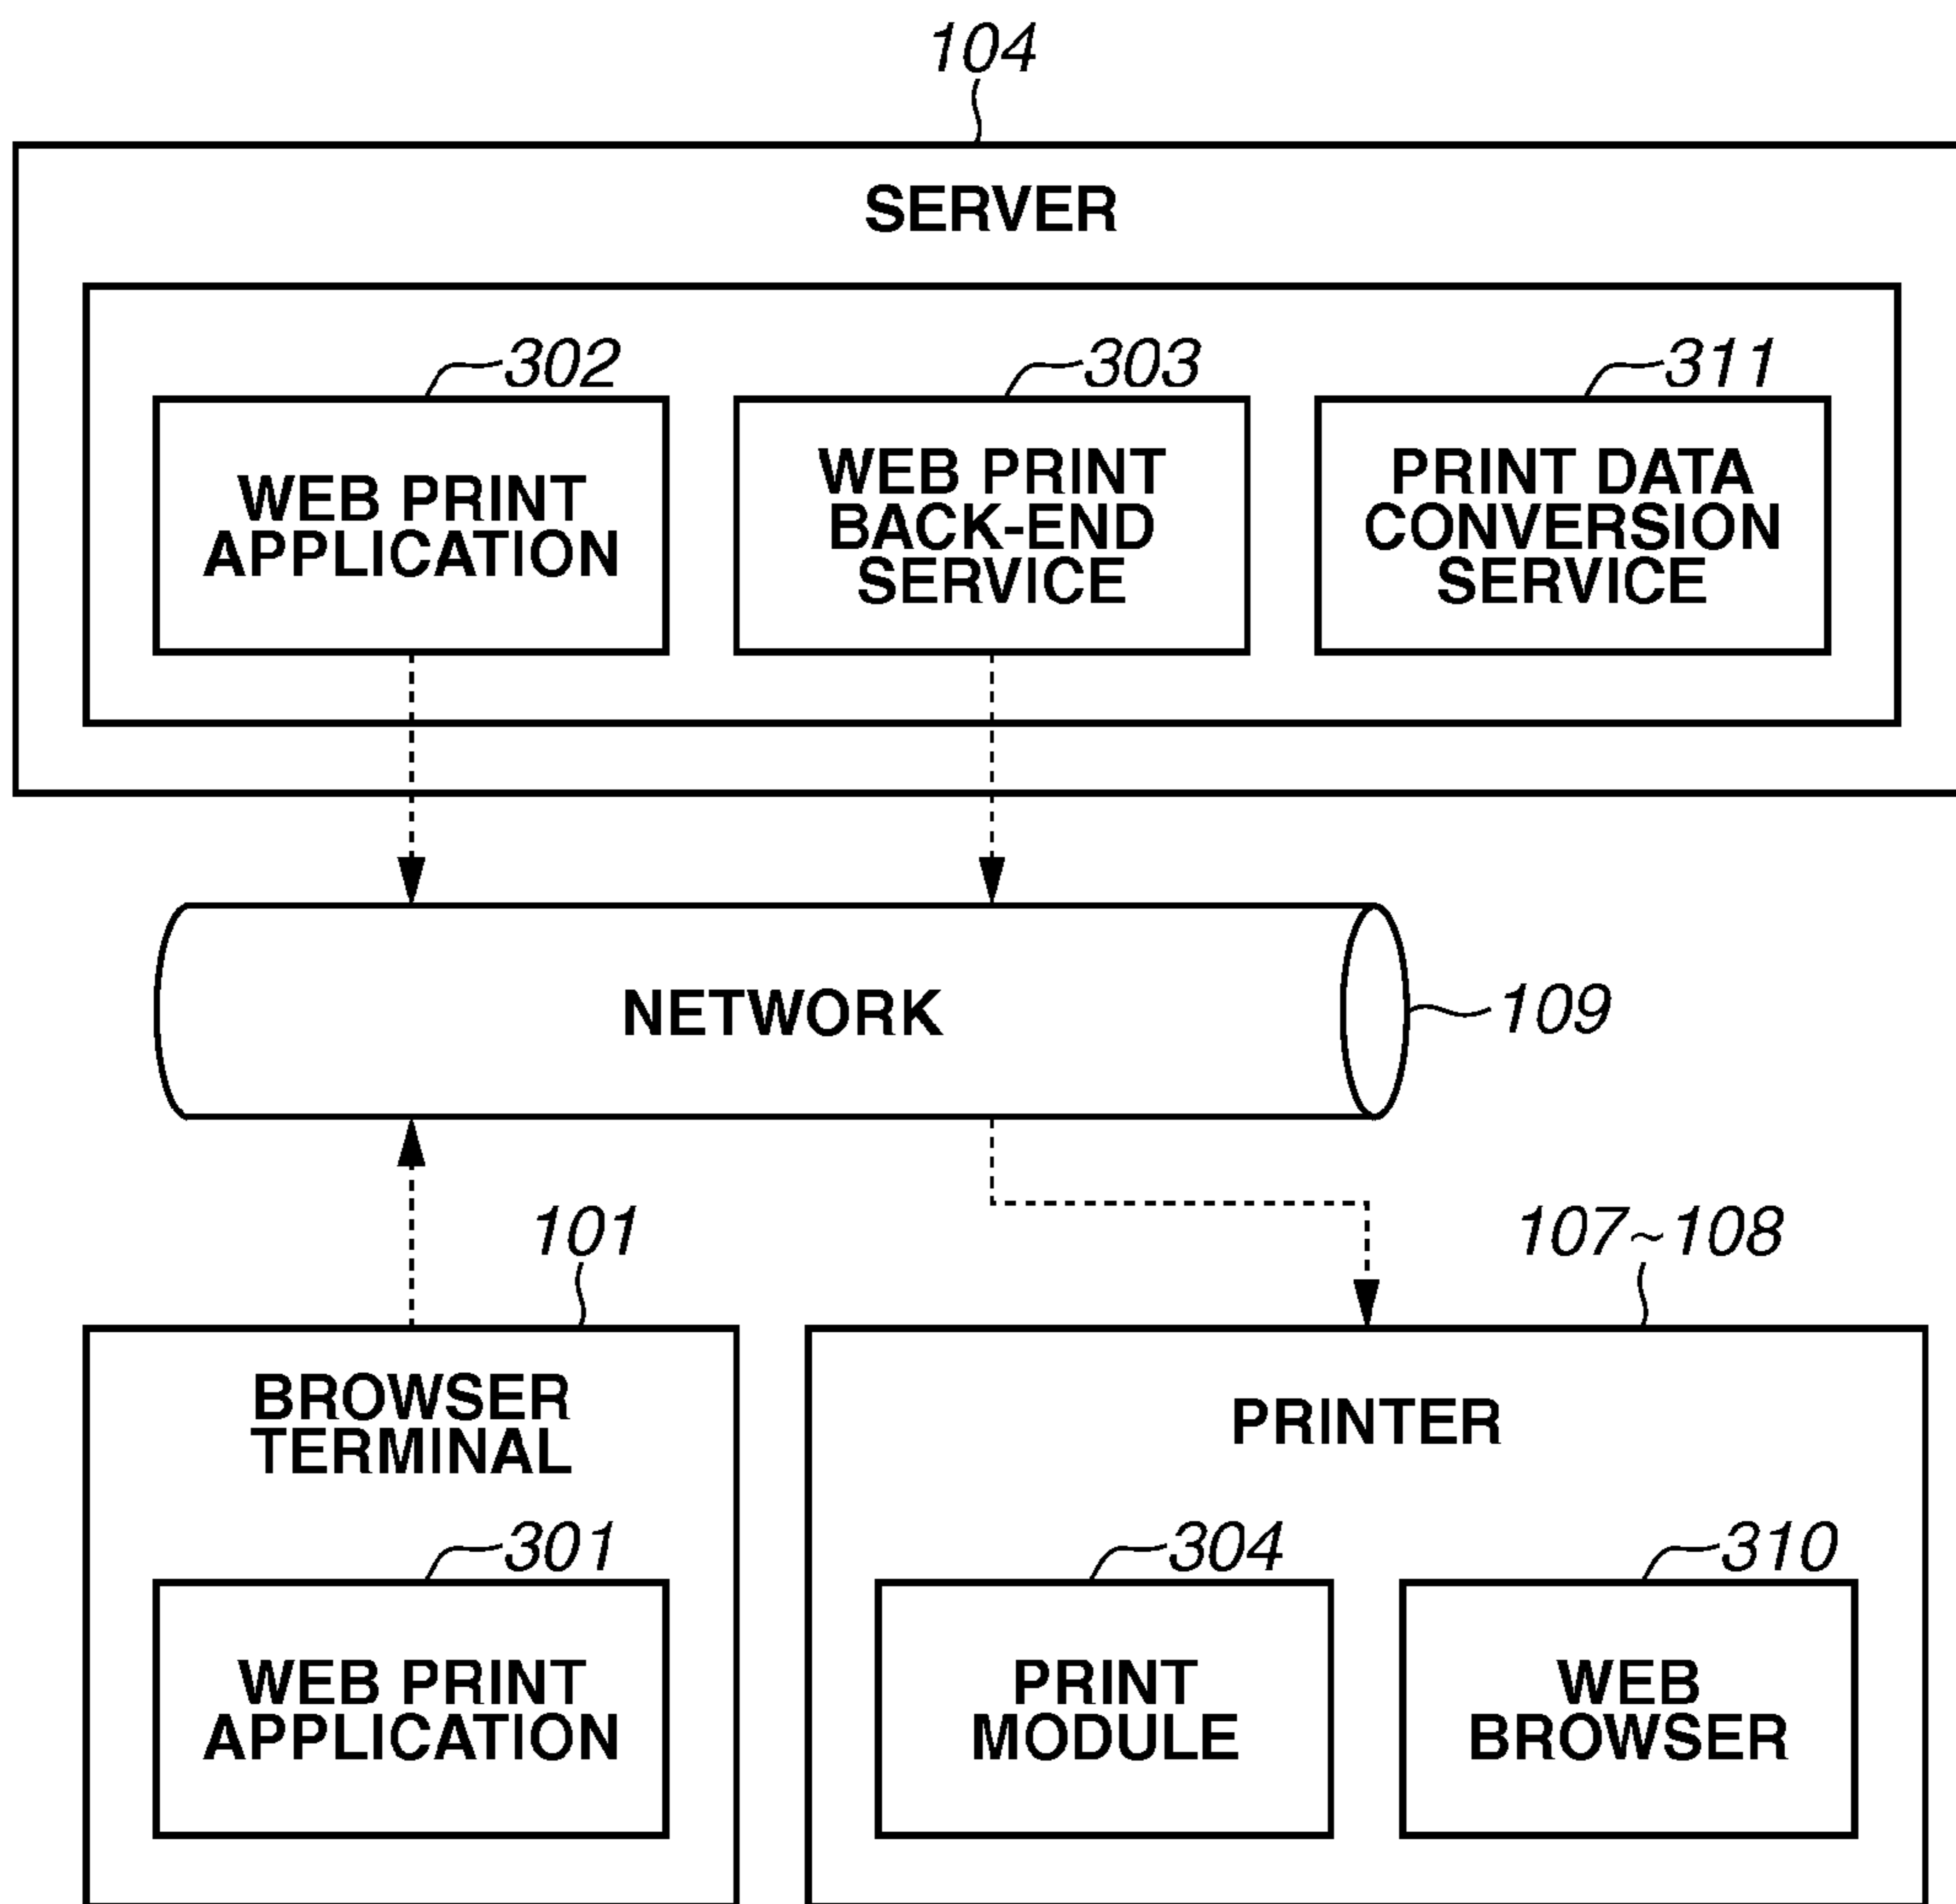 104
SERVER
302
303
311
WEB PRINT
APPLICATION
WEB PRINT
BACK-END
SERVICE
PRINT DATA
CONVERSION
SERVICE
NETWORK
109
101
107~108
BROWSER
TERMINAL
PRINTER
301
304
310
WEB PRINT
APPLICATION
PRINT
MODULE
WEB
BROWSER